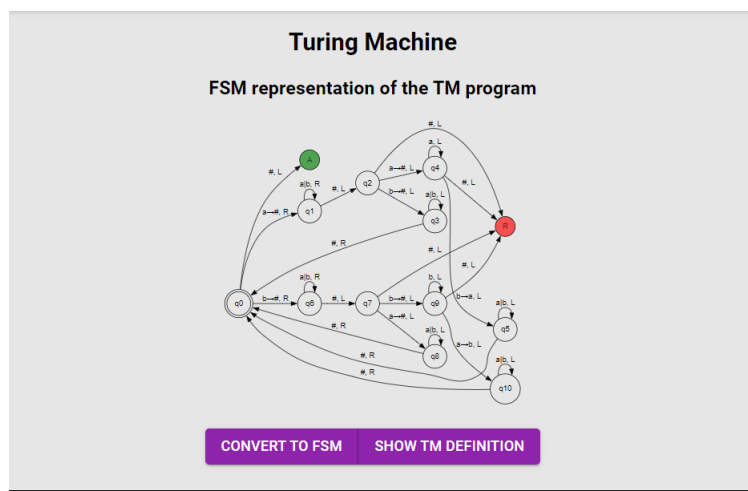 Turing Machine
FSM representation of the TM program
#, L
a, L
#, L
A
q4
a→#, L
q2
a|b, R
#, L
#, L
b→#, L
a|b, L
a→#, R
q1
q3
R
#, R
#, L
a|b, R
b, L
#, L
q0
b→#, R
q6
#, L
q7
b→#, L
q9
b→a, L
a|b, L
a→#, L
#, R
a|b, L
q5
q8
a→b, L
#, R
a|b, L
#, R
q10
CONVERT TO FSM
SHOW TM DEFINITION